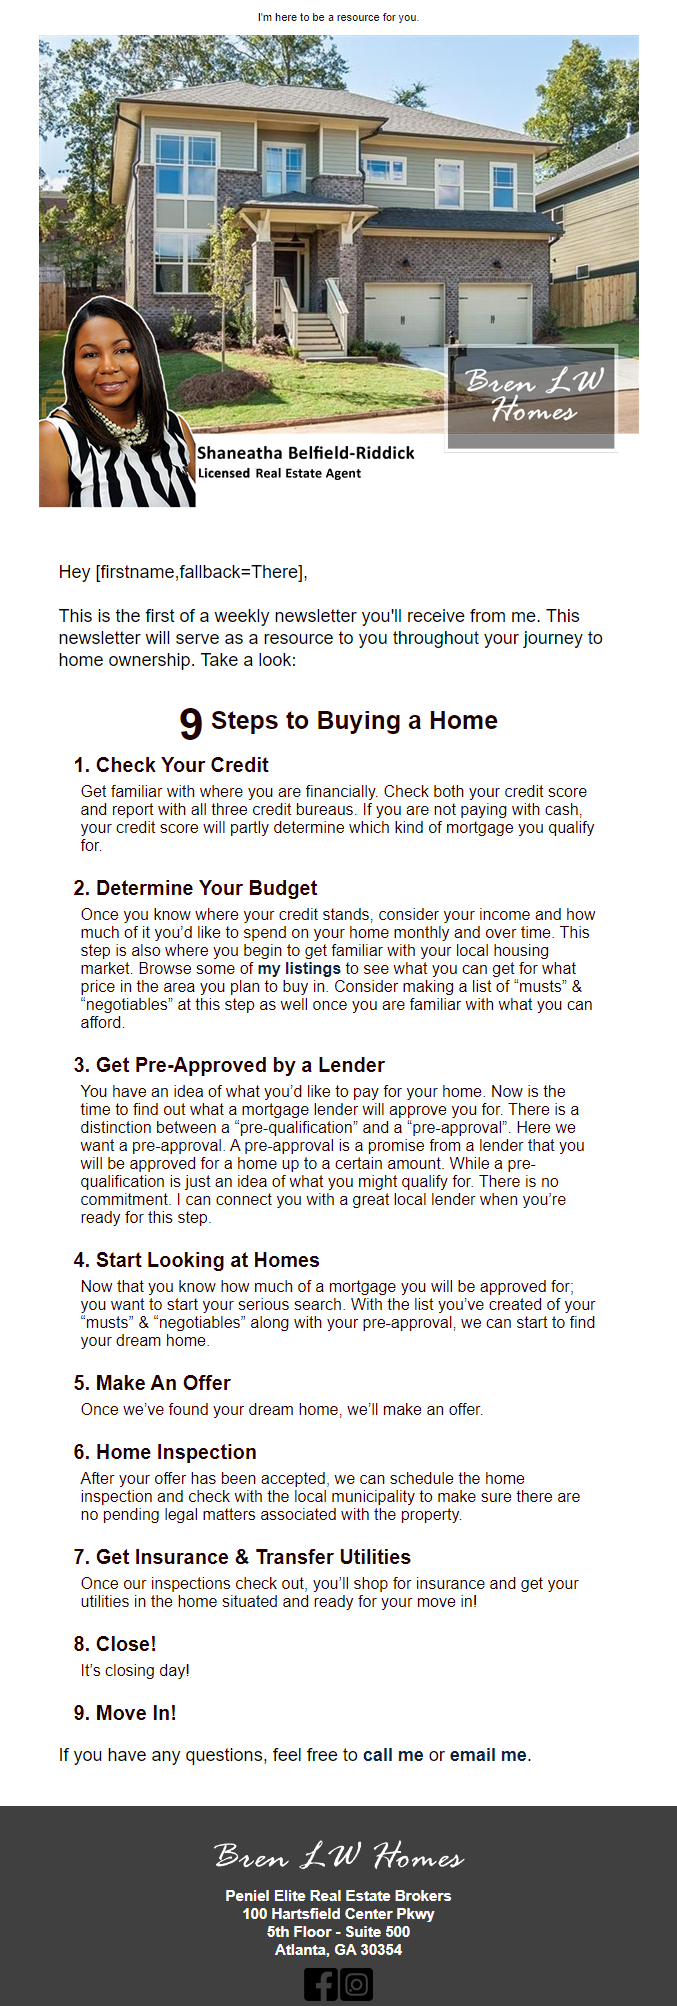 I'm here to be a resource for you.
Bren LW
Homes
Shaneatha Belfield-Riddick
Licensed Real Estate Agent
Hey [firstname,fallback=There],
This is the first of a weekly newsletter you'll receive from me. This
newsletter will serve as a resource to you throughout your journey to
home ownership. Take a look:
9 Steps to Buying a Home
1. Check Your Credit
Get familiar with where you are financially. Check both your credit score
and report with all three credit bureaus. If you are not paying with cash,
your credit score will partly determine which kind of mortgage you qualify
for.
2. Determine Your Budget
Once you know where your credit stands, consider your income and how
much of it you’d like to spend on your home monthly and over time. This
step is also where you begin to get familiar with your local housing
market. Browse some of my listings to see what you can get for what
price in the area you plan to buy in. Consider making a list of “musts” &
“negotiables” at this step as well once you are familiar with what you can
afford.
3. Get Pre-Approved by a Lender
You have an idea of what you’d like to pay for your home. Now is the
time to find out what a mortgage lender will approve you for. There is a
distinction between a “pre-qualification” and a “pre-approval”. Here we
want a pre-approval. A pre-approval is a promise from a lender that you
will be approved for a home up to a certain amount. While a pre-
qualification is just an idea of what you might qualify for. There is no
commitment. I can connect you with a great local lender when you’re
ready for this step.
4. Start Looking at Homes
Now that you know how much of a mortgage you will be approved for;
you want to start your serious search. With the list you’ve created of your
“musts” & “negotiables” along with your pre-approval, we can start to find
your dream home.
5. Make An Offer
Once we’ve found your dream home, we’ll make an offer.
6. Home Inspection
After your offer has been accepted, we can schedule the home
inspection and check with the local municipality to make sure there are
no pending legal matters associated with the property.
7. Get Insurance & Transfer Utilities
Once our inspections check out, you’ll shop for insurance and get your
utilities in the home situated and ready for your move in!
8. Close!
It’s closing day!
9. Move In!
If you have any questions, feel free to call me or email me.
Bren LW Homes
Peniel Elite Real Estate Brokers
100 Hartsfield Center Pkwy
5th Floor - Suite 500
Atlanta, GA 30354